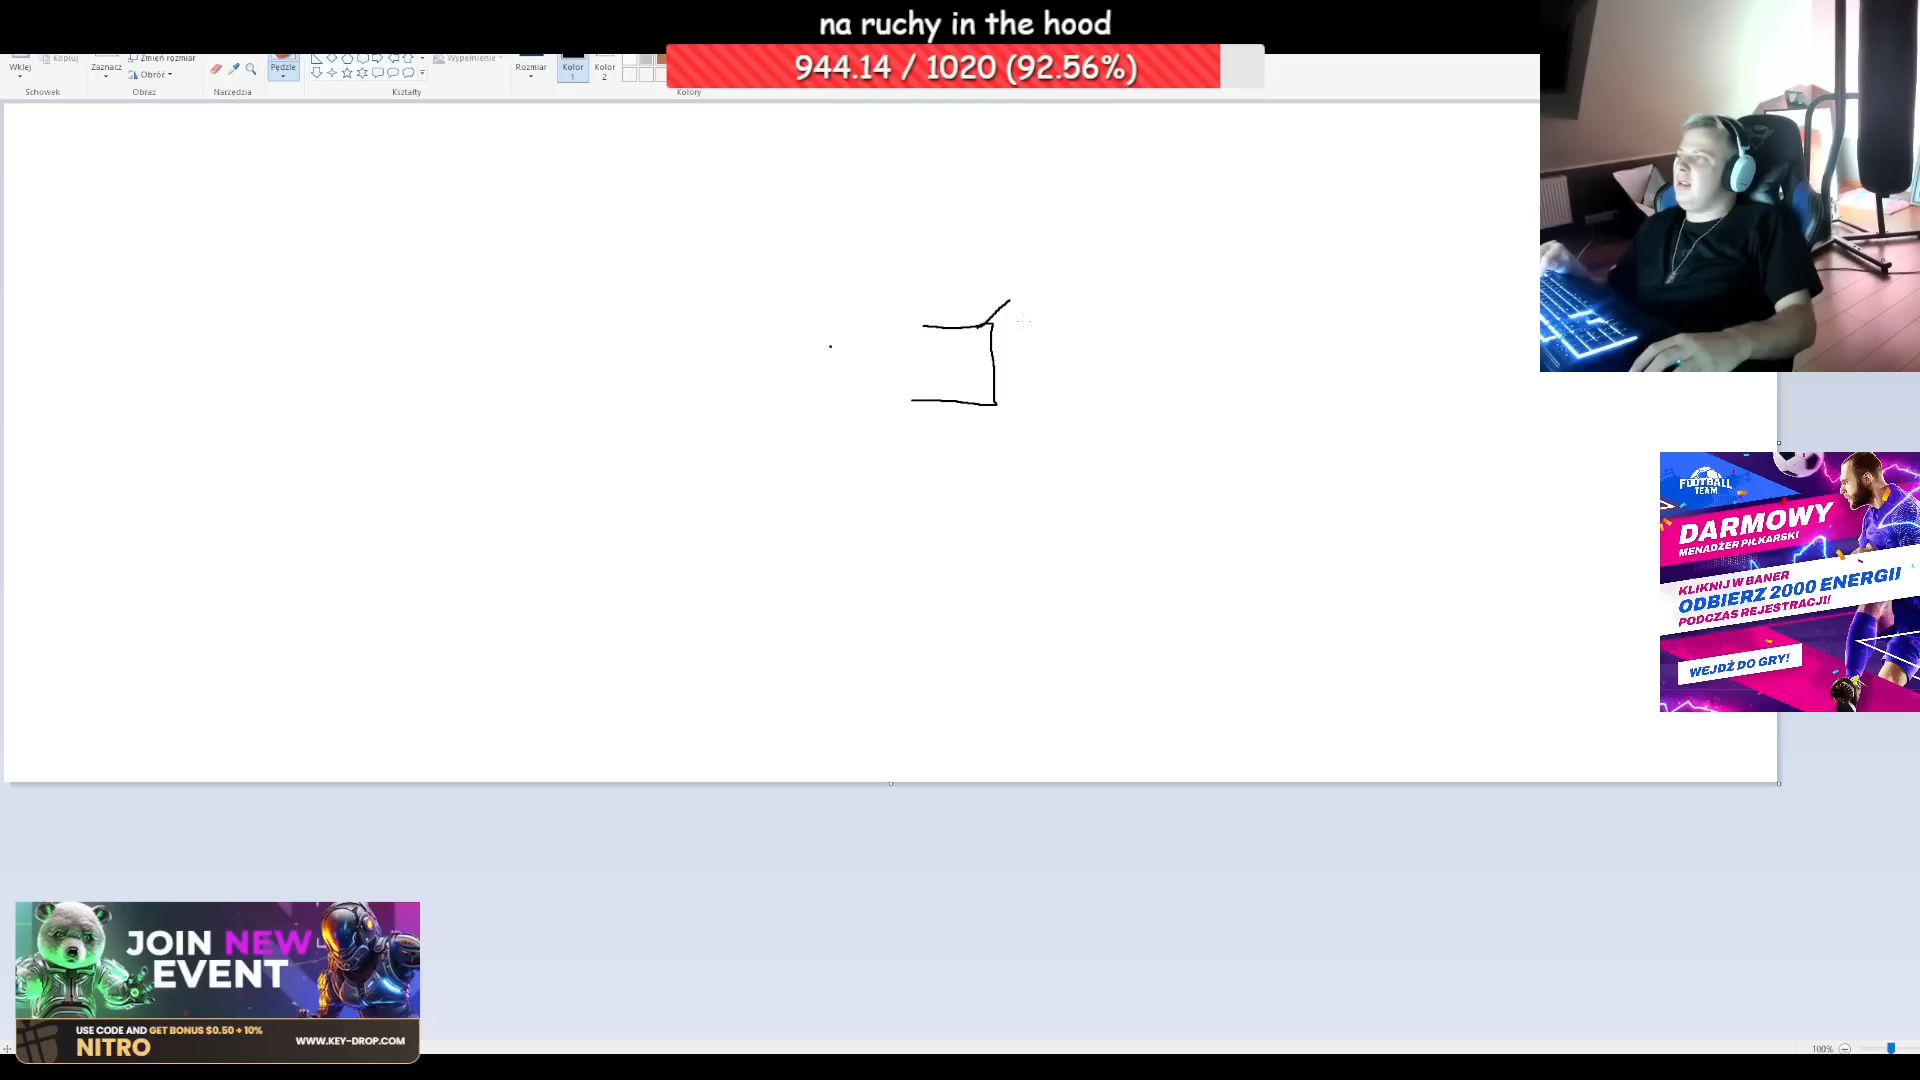 na ruchy in the hood
944.14 / 1020 (92.56%)
Wklej
Kopiuj
Zaznacz
Zmień rozmiar
Obróć
Pędzle
Wypełnienie
Rozmiar
Kolor
1
Kolor
2
Schowek
Obraz
Narzędzia
Kształty
Kolory
FOOTBALL
TEAM
DARMOWY
MENADŻER PIŁKARSKI
KLIKNIJ W BANER
ODBIERZ 2000 ENERGII
PODCZAS REJESTRACJI!
WEJDŹ DO GRY!
JOIN NEW
EVENT
USE CODE AND GET BONUS $0.50 + 10%
NITRO
WWW.KEY-DROP.COM
100%